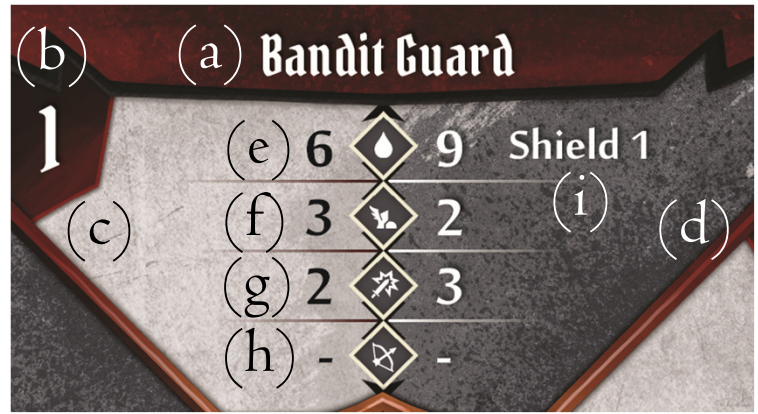 (b) (a) Bandit Guard
1
(e) 6 9 Shield 1
(c) (f) 3 2 (i) (d)
(g) 2 3
(h) - -